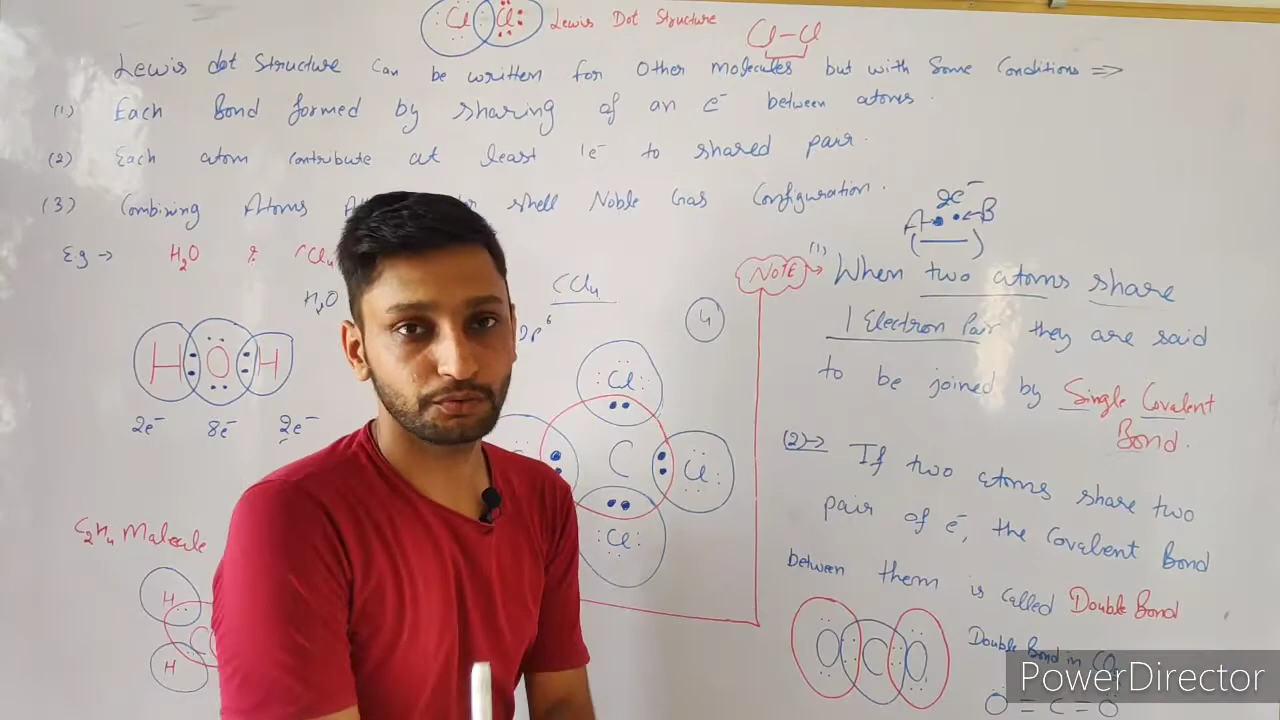 Cl Cl Lewis Dot Structure Cl-Cl
Lewis dot Structure Can be written for Other molecules but with Some Conditions =>
(1) Each Bond formed by sharing of an e- between atoms.
(2) Each atom Contribute at least 1e- to shared pair.
(3) Combining Atoms shell Noble Gas Configuration.
E.g -> H2O &
H2O
CCl4
2p6
4
H O H
2e- 8e- 2e-
Cl
C Cl
Cl
C2H4 Molecule
H
C
H
2e-
A B
NOTE -> (1) When two atoms share
1 Electron Pair they are said
to be joined by Single Covalent
Bond.
(2)-> If two atoms share two
pair of e-, the Covalent Bond
between them is called Double Bond
O C O Double Bond in CO2
O = C = O
PowerDirector